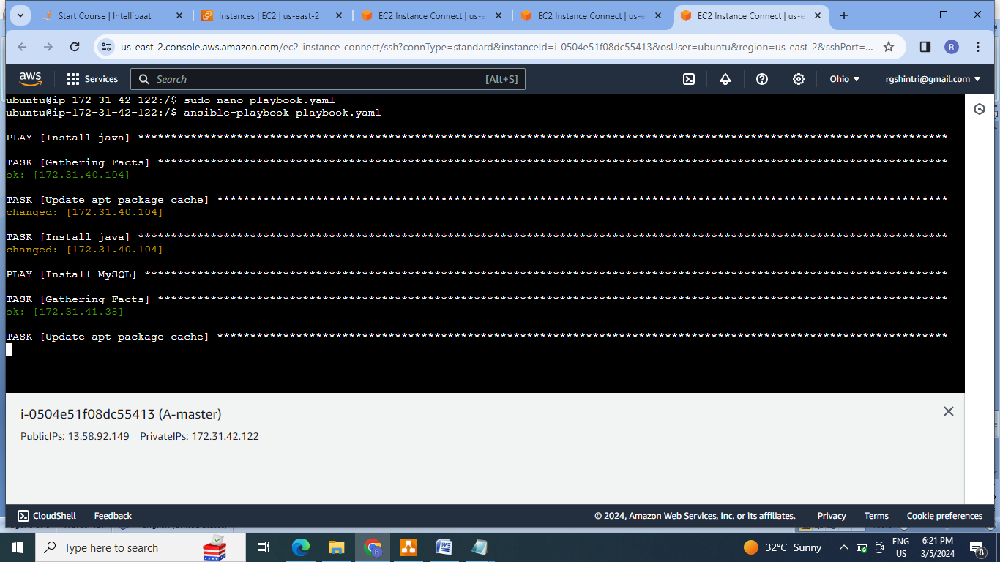 Start Course | Intellipaat
Instances | EC2 | us-east-2
EC2 Instance Connect | us-e
EC2 Instance Connect | us-e
EC2 Instance Connect | us-e
us-east-2.console.aws.amazon.com/ec2-instance-connect/ssh?connType=standard&instanceId=i-0504e51f08dc55413&osUser=ubuntu&region=us-east-2&sshPort=...
R
aws
Services
Search
[Alt+S]
Ohio
rgshintri@gmail.com
ubuntu@ip-172-31-42-122:/$ sudo nano playbook.yaml
ubuntu@ip-172-31-42-122:/$ ansible-playbook playbook.yaml
PLAY [Install java] ***************************************************************************************************************************
TASK [Gathering Facts] ************************************************************************************************************************
ok: [172.31.40.104]
TASK [Update apt package cache] ***************************************************************************************************************
changed: [172.31.40.104]
TASK [Install java] ***************************************************************************************************************************
changed: [172.31.40.104]
PLAY [Install MySQL] **************************************************************************************************************************
TASK [Gathering Facts] ************************************************************************************************************************
ok: [172.31.41.38]
TASK [Update apt package cache] ***************************************************************************************************************
i-0504e51f08dc55413 (A-master)
PublicIPs: 13.58.92.149 PrivateIPs: 172.31.42.122
CloudShell
Feedback
© 2024, Amazon Web Services, Inc. or its affiliates.
Privacy
Terms
Cookie preferences
Type here to search
R
32°C Sunny
ENG
US
6:21 PM
3/5/2024
8